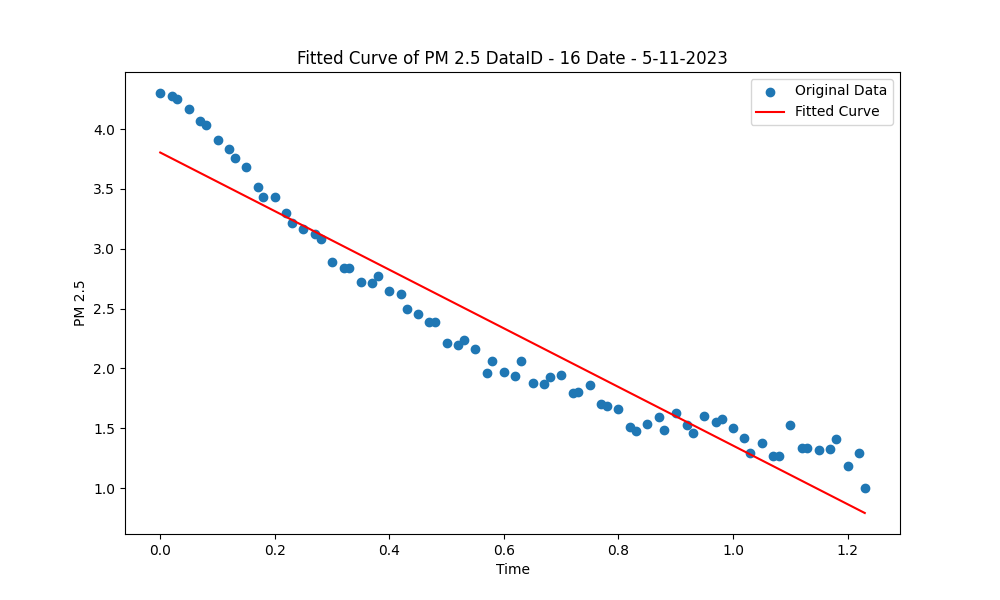 Fitted Curve of PM 2.5 DataID - 16 Date - 5-11-2023
Original Data
Fitted Curve
4.0
3.5
3.0
2.5
2.0
1.5
1.0
PM 2.5
0.0 0.2 0.4 0.6 0.8 1.0 1.2
Time